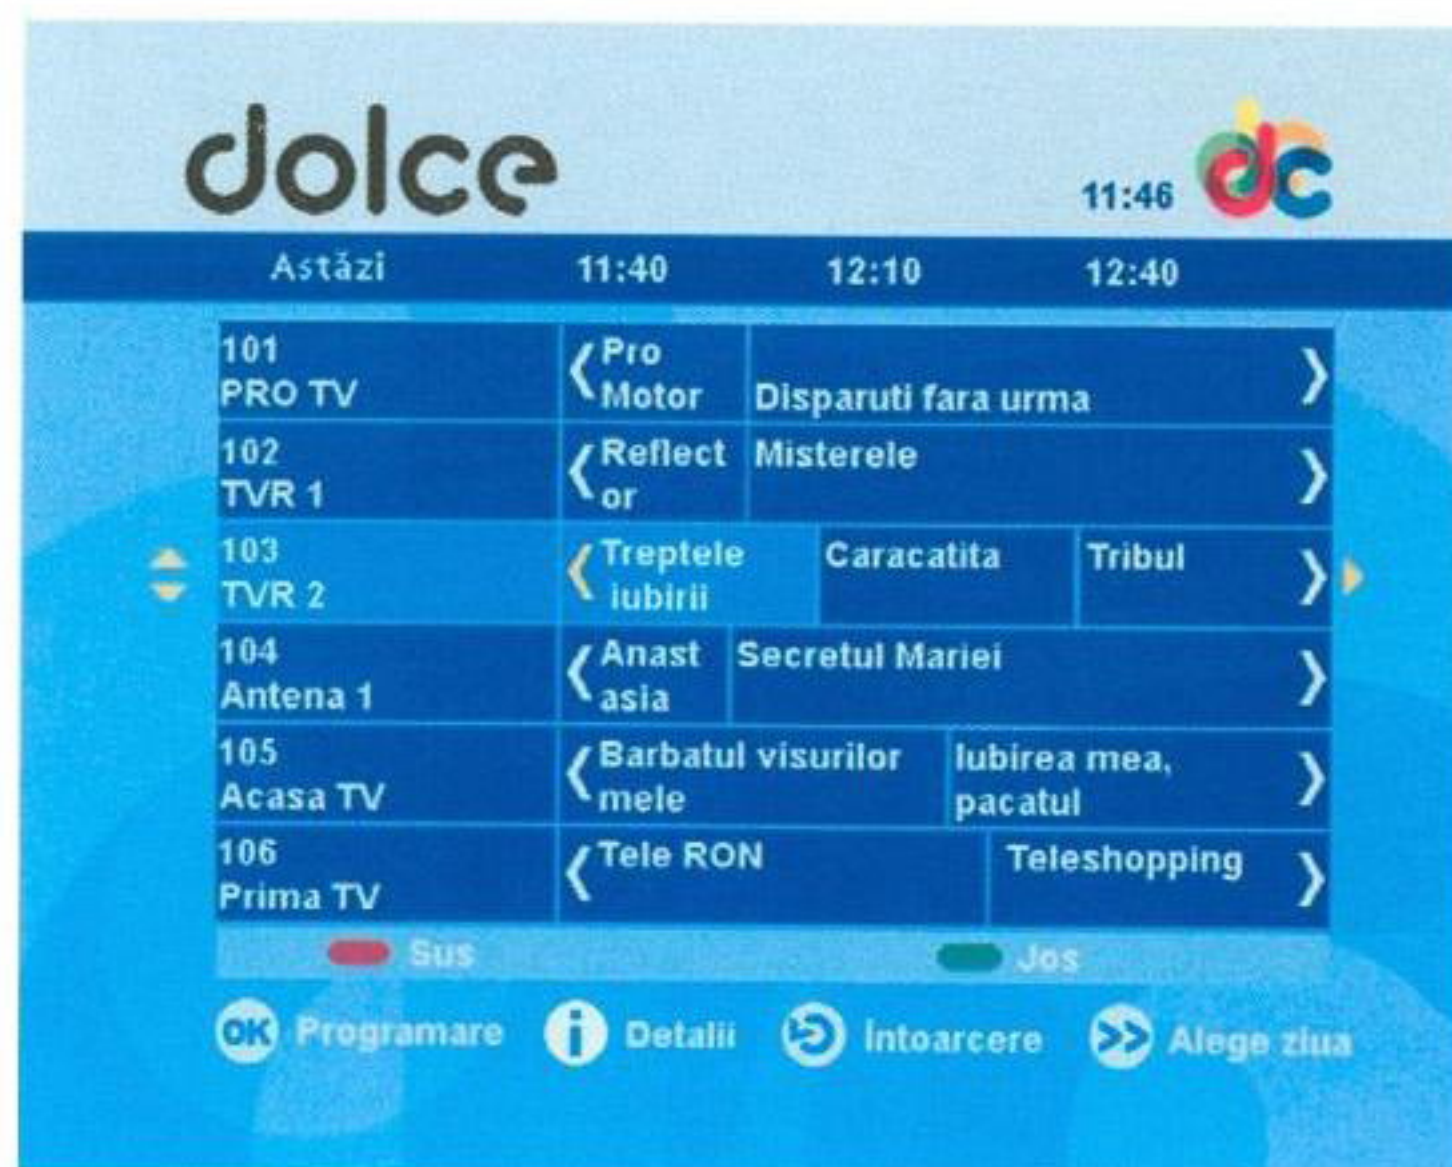 dolce
11:46 dc
Astăzi 11:40 12:10 12:40
101
PRO TV
Pro
Motor
Disparuti fara urma
102
TVR 1
Reflect
or
Misterele
103
TVR 2
Treptele
iubirii
Caracatita
Tribul
104
Antena 1
Anast
asia
Secretul Mariei
105
Acasa TV
Barbatul visurilor
mele
Iubirea mea,
pacatul
106
Prima TV
Tele RON
Teleshopping
Sus Jos
OK Programare i Detalii Intoarcere >> Alege ziua